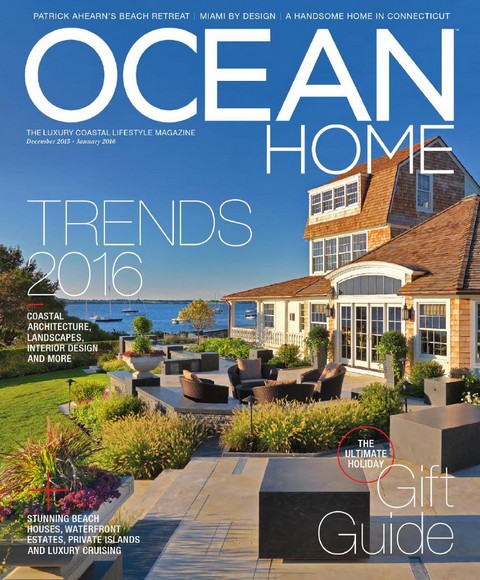 PATRICK AHEARN'S BEACH RETREAT | MIAMI BY DESIGN | A HANDSOME HOME IN CONNECTICUT
OCEAN™
HOME
THE LUXURY COASTAL LIFESTYLE MAGAZINE
December 2015 • January 2016
TRENDS
2016
COASTAL
ARCHITECTURE,
LANDSCAPES,
INTERIOR DESIGN
AND MORE
THE
ULTIMATE
HOLIDAY
Gift
Guide
STUNNING BEACH
HOUSES, WATERFRONT
ESTATES, PRIVATE ISLANDS
AND LUXURY CRUISING